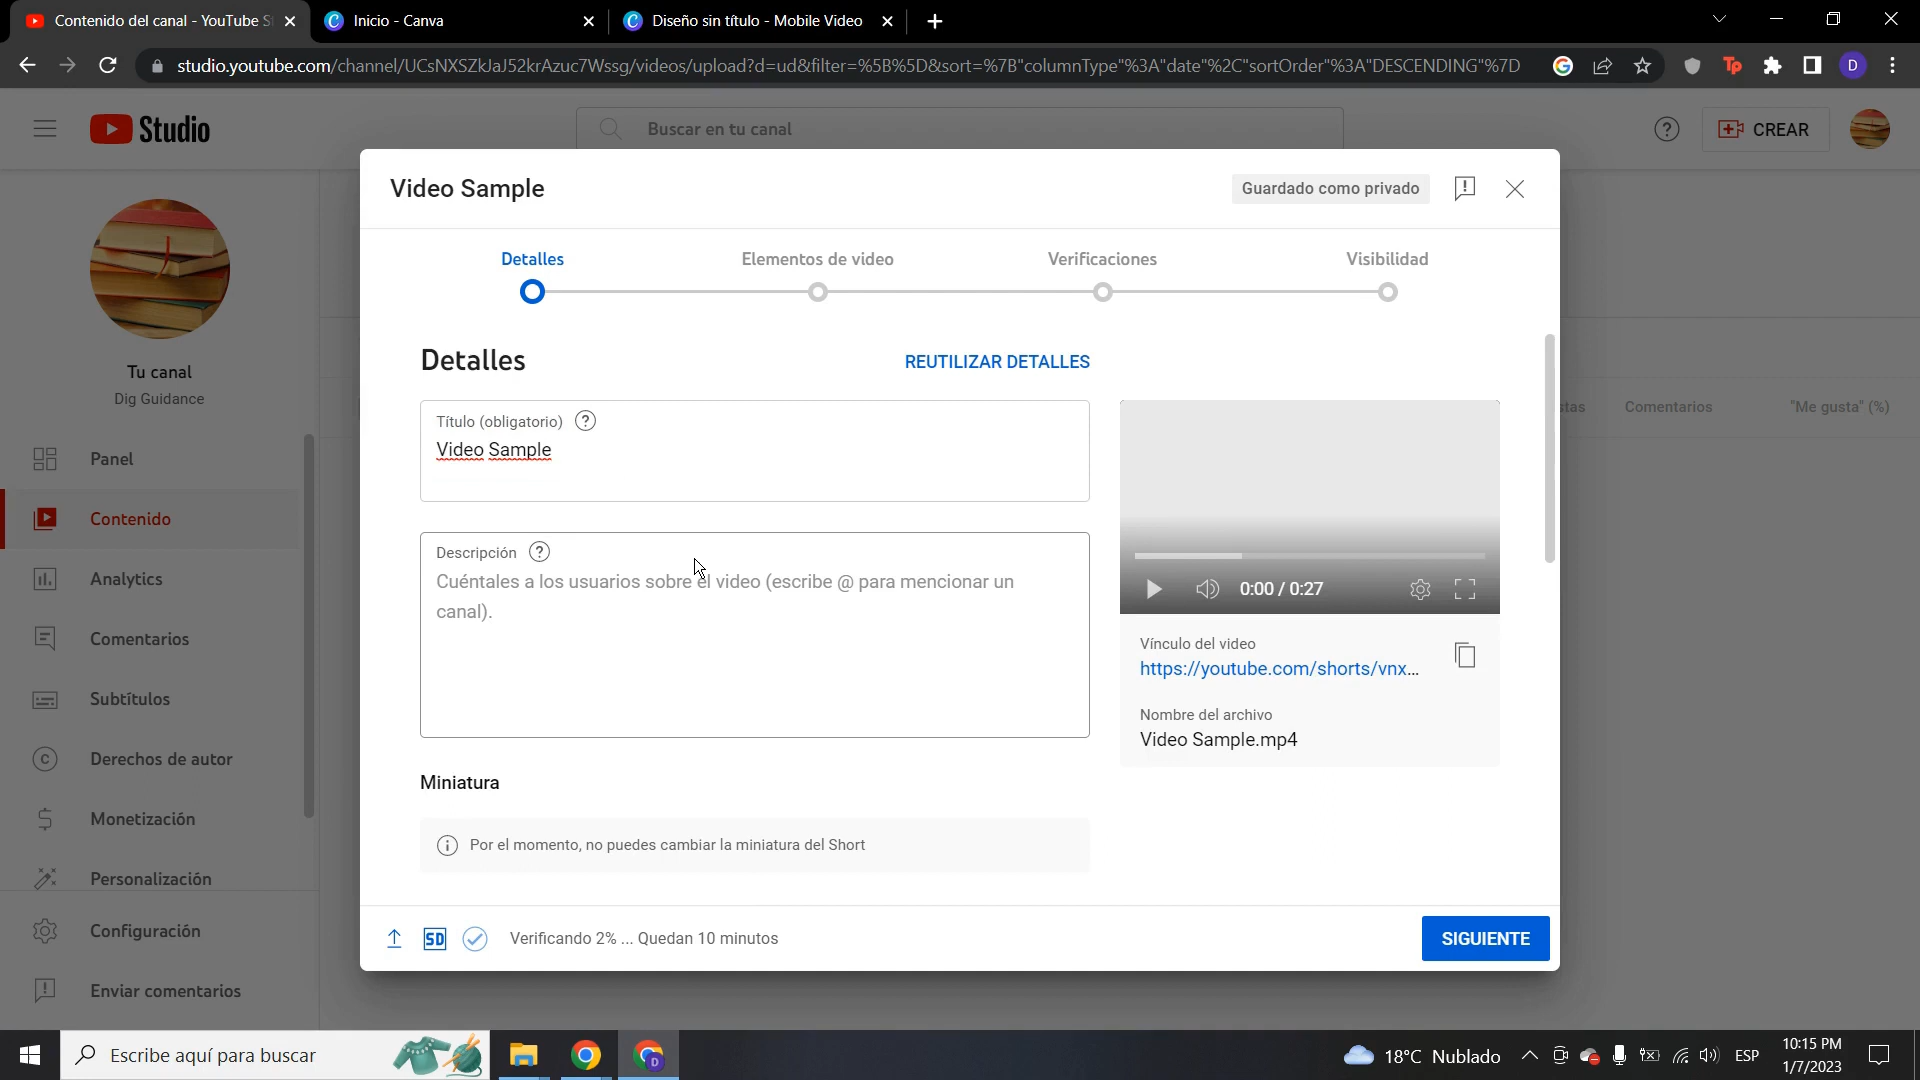 Contenido del canal - YouTube S
Inicio - Canva
Diseño sin título - Mobile Video
studio.youtube.com/channel/UCsNXSZkJaJ52krAzuc7Wssg/videos/upload?d=ud&filter=%5B%5D&sort=%7B"columnType"%3A"date"%2C"sortOrder"%3A"DESCENDING"%7D
Tp
D
Studio
Buscar en tu canal
CREAR
Video Sample
Guardado como privado
Detalles
Elementos de video
Verificaciones
Visibilidad
Detalles
REUTILIZAR DETALLES
Título (obligatorio)
Video Sample
Descripción
Cuéntales a los usuarios sobre el video (escribe @ para mencionar un
canal).
Miniatura
Por el momento, no puedes cambiar la miniatura del Short
0:00 / 0:27
Vínculo del video
https://youtube.com/shorts/vnx...
Nombre del archivo
Video Sample.mp4
SD
Verificando 2% ... Quedan 10 minutos
SIGUIENTE
Tu canal
Dig Guidance
Panel
Contenido
Analytics
Comentarios
Subtítulos
Derechos de autor
Monetización
Personalización
Configuración
Enviar comentarios
stas
Comentarios
"Me gusta" (%)
Escribe aquí para buscar
D
18°C Nublado
ESP
10:15 PM
1/7/2023